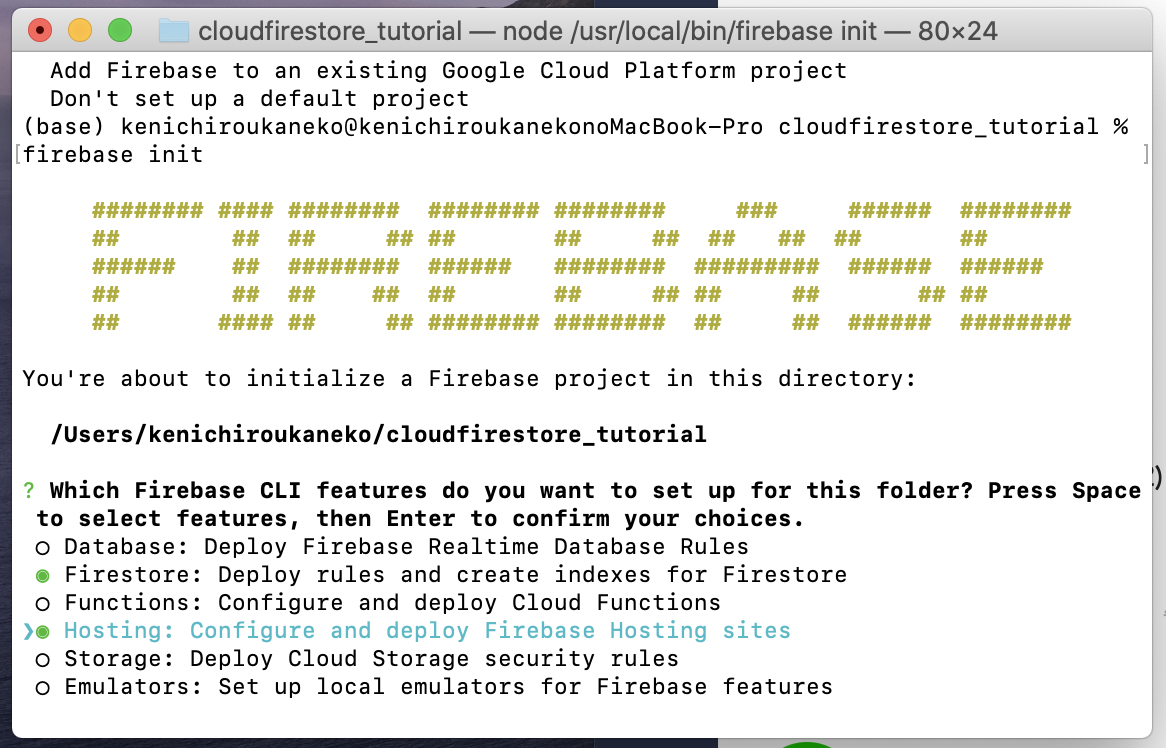 cloudfirestore_tutorial — node /usr/local/bin/firebase init — 80×24
Add Firebase to an existing Google Cloud Platform project
Don't set up a default project
(base) kenichiroukaneko@kenichiroukanekonoMacBook-Pro cloudfirestore_tutorial %
[firebase init ]
######## #### ########  ######## ########     ###     ######  ########
##        ##  ##     ## ##       ##     ##  ##   ##  ##       ##
######    ##  ########  ######   ########  #########  ######  ######
##        ##  ##    ##  ##       ##     ## ##     ##       ## ##
##       #### ##     ## ######## ########  ##     ##  ######  ########
You're about to initialize a Firebase project in this directory:
/Users/kenichiroukaneko/cloudfirestore_tutorial
? Which Firebase CLI features do you want to set up for this folder? Press Space
to select features, then Enter to confirm your choices.
◯ Database: Deploy Firebase Realtime Database Rules
◉ Firestore: Deploy rules and create indexes for Firestore
◯ Functions: Configure and deploy Cloud Functions
❯◉ Hosting: Configure and deploy Firebase Hosting sites
◯ Storage: Deploy Cloud Storage security rules
◯ Emulators: Set up local emulators for Firebase features